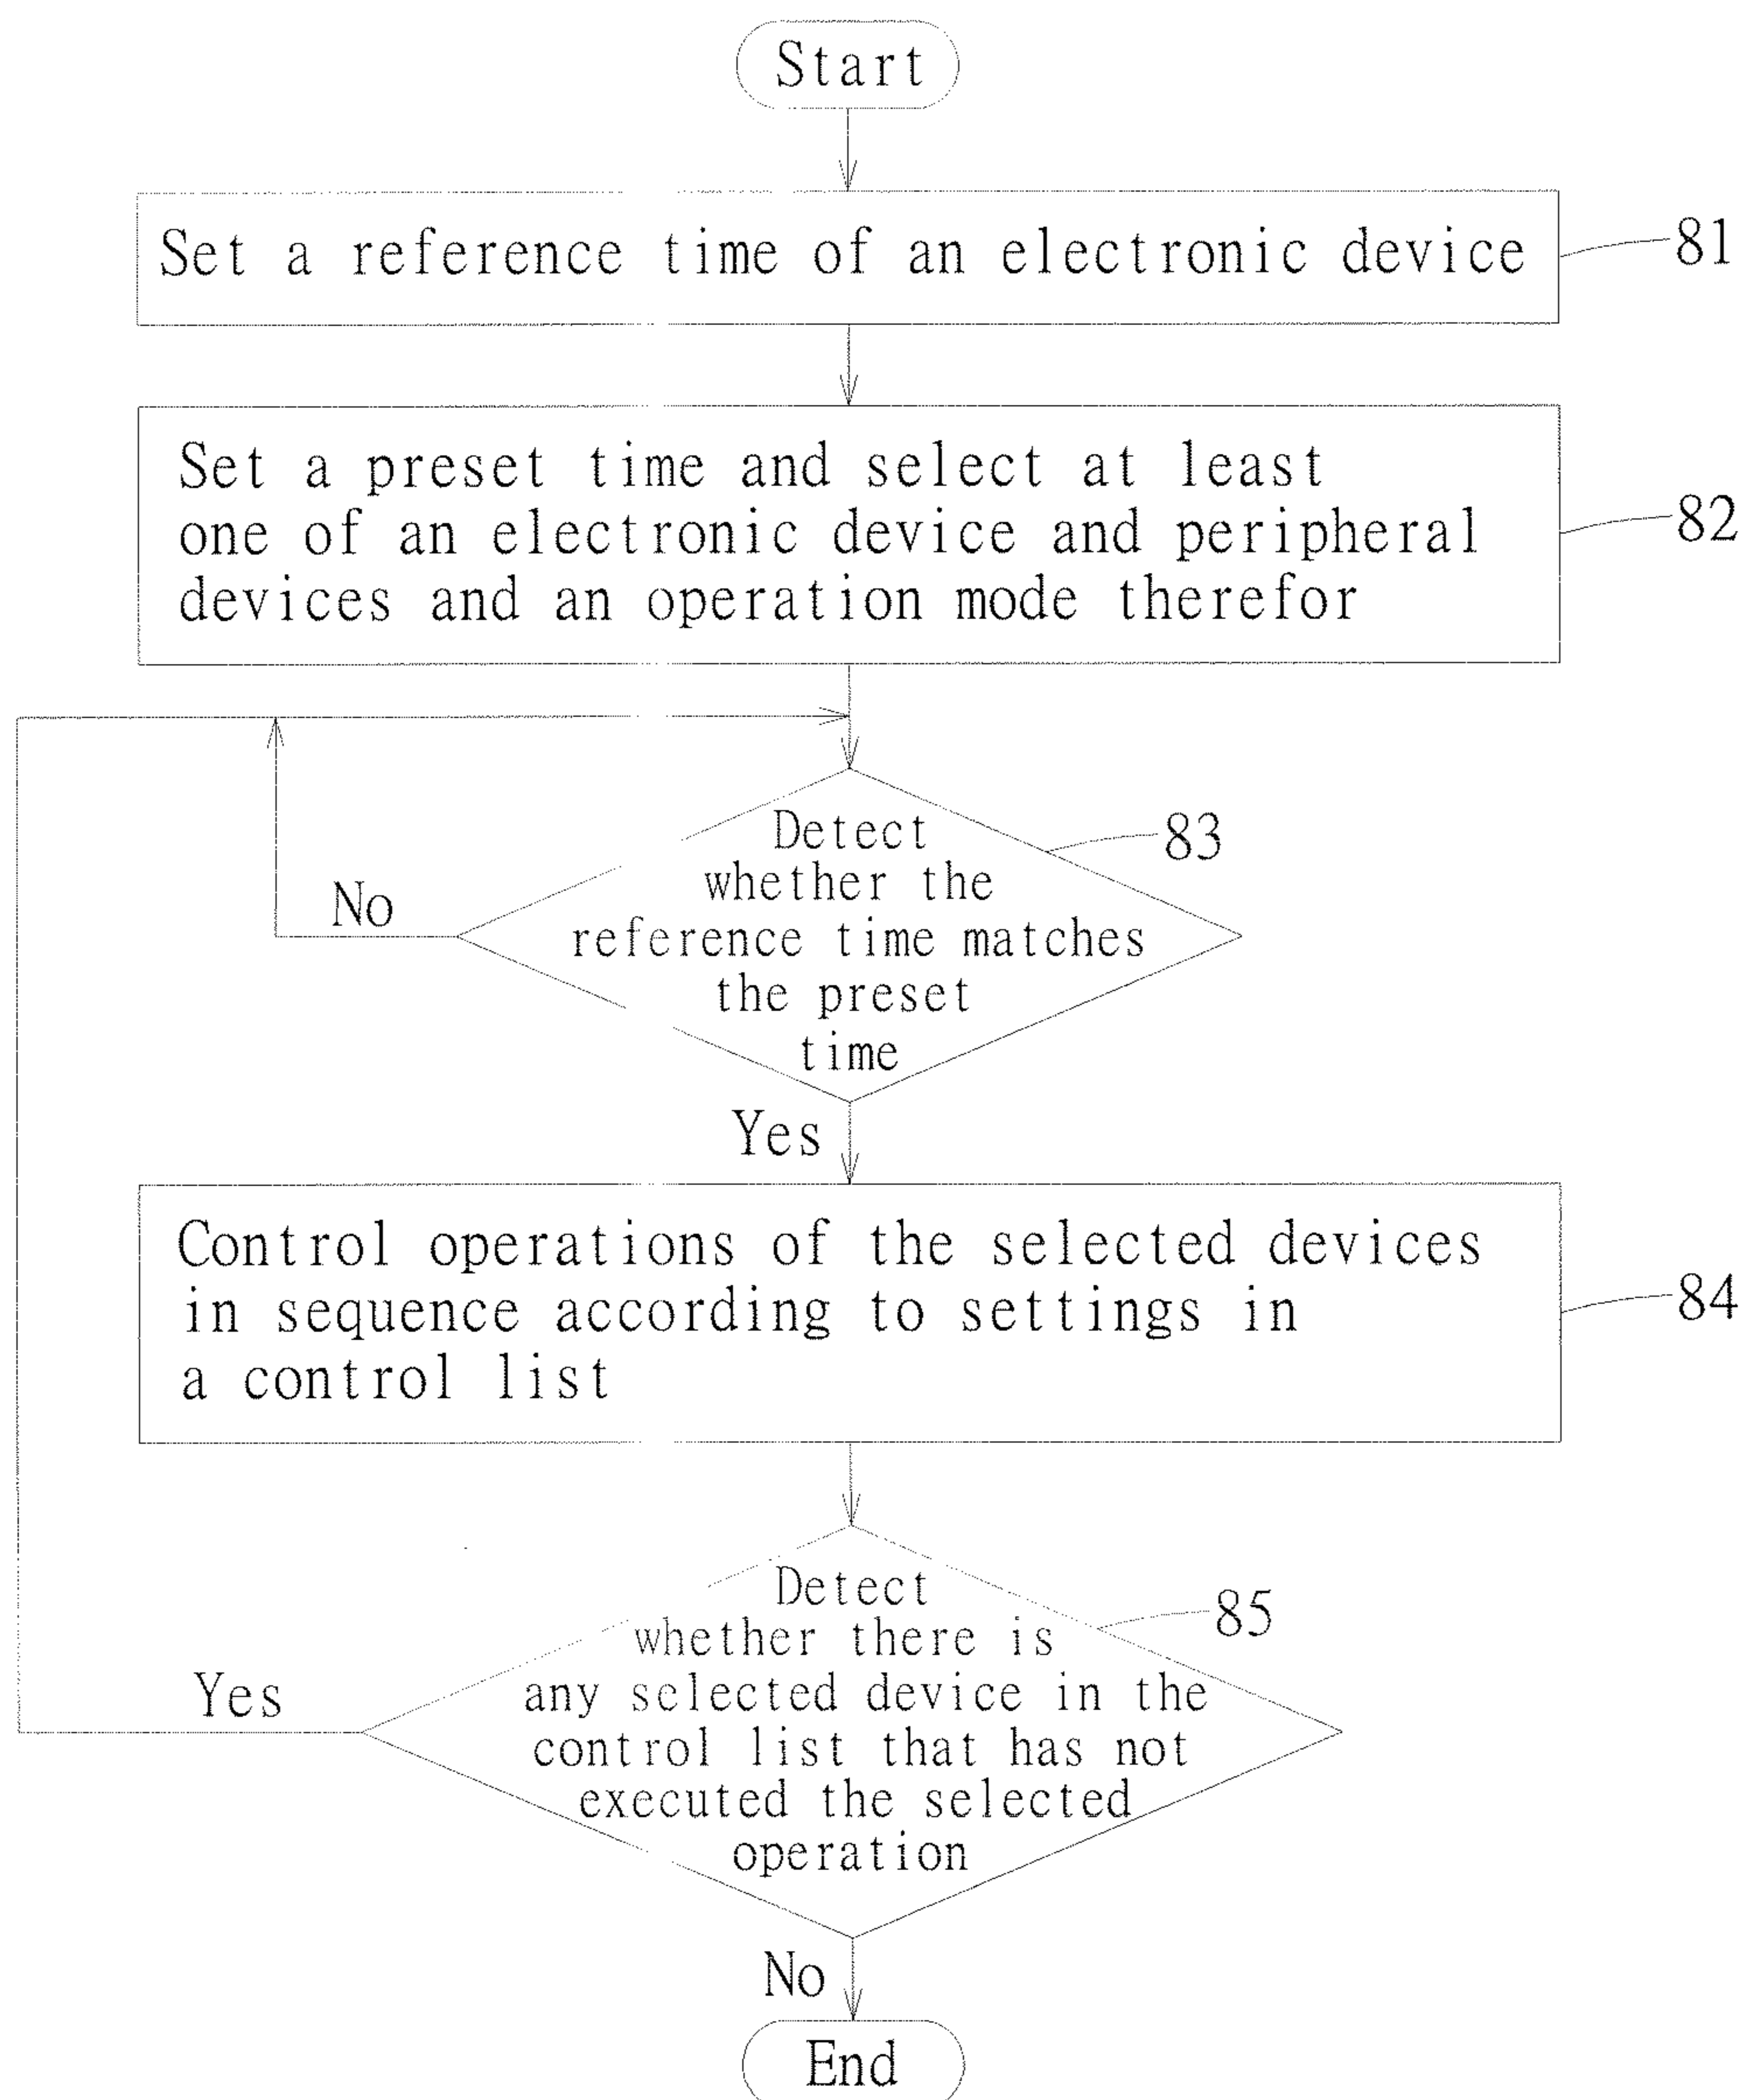 Start
Set a reference time of an electronic device
81
Set a preset time and select at least
one of an electronic device and peripheral
devices and an operation mode therefor
82
Detect
whether the
reference time matches
the preset
time
83
No
Yes
Control operations of the selected devices
in sequence according to settings in
a control list
84
Detect
whether there is
any selected device in the
control list that has not
executed the selected
operation
85
Yes
No
End